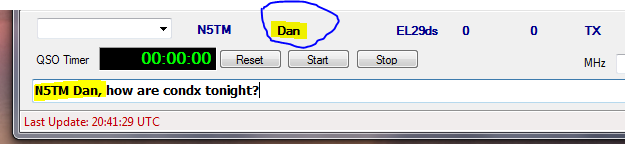 N5TM Dan EL29ds 0 0 TX
QSO Timer 00:00:00 Reset Start Stop MHz
N5TM Dan, how are condx tonight?
Last Update: 20:41:29 UTC